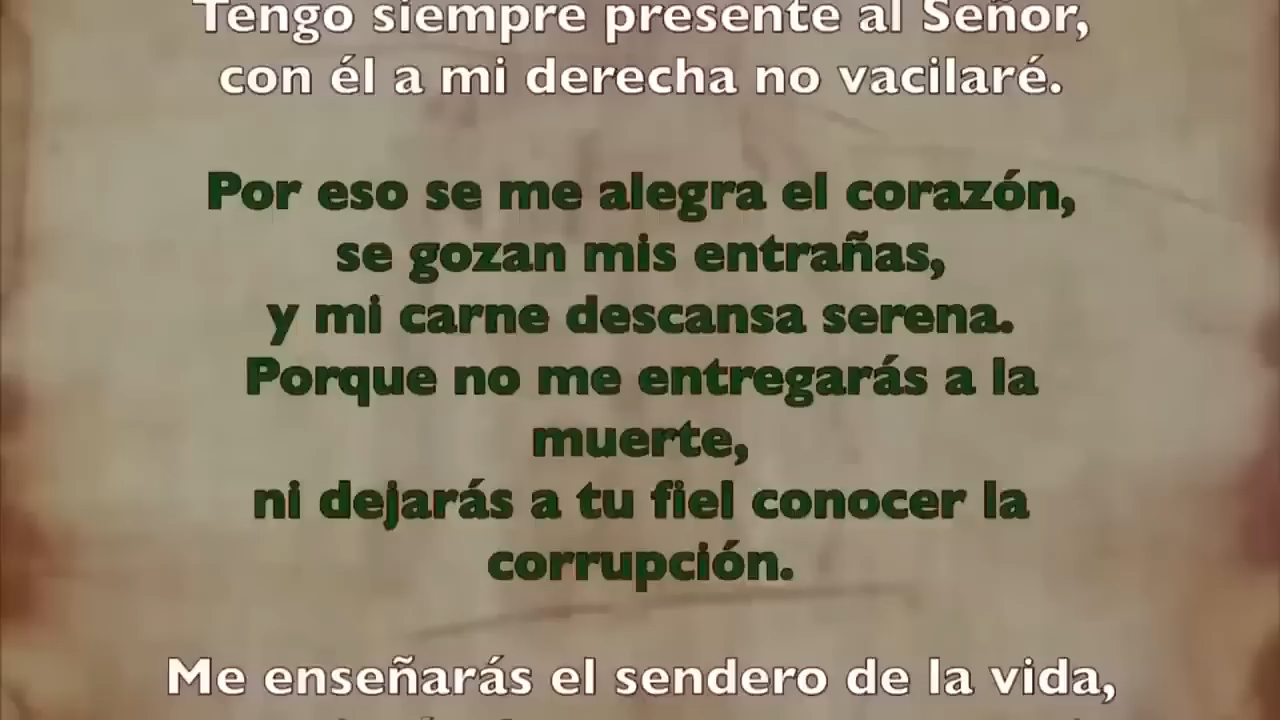 Tengo siempre presente al Señor,
con él a mi derecha no vacilaré.
Por eso se me alegra el corazón,
se gozan mis entrañas,
y mi carne descansa serena.
Porque no me entregarás a la
muerte,
ni dejarás a tu fiel conocer la
corrupción.
Me enseñarás el sendero de la vida,